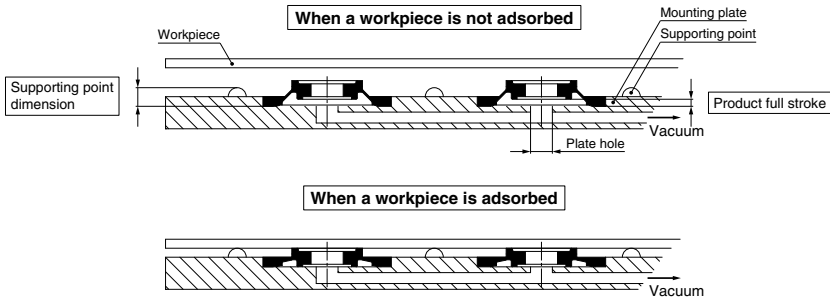 When a workpiece is not adsorbed
Mounting plate
Workpiece
Supporting point
Supporting point
dimension
Product full stroke
Vacuum
Plate hole
When a workpiece is adsorbed
Vacuum